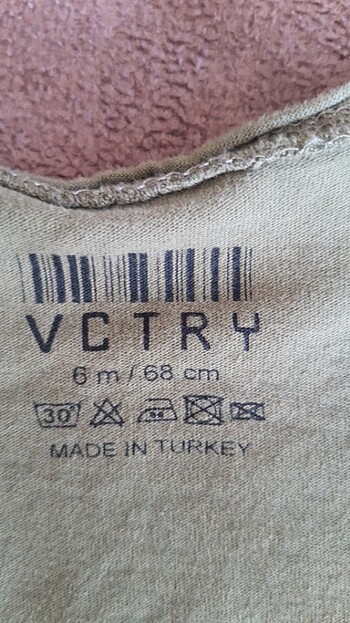 VCTRY
6 m / 68 cm
30
MADE IN TURKEY